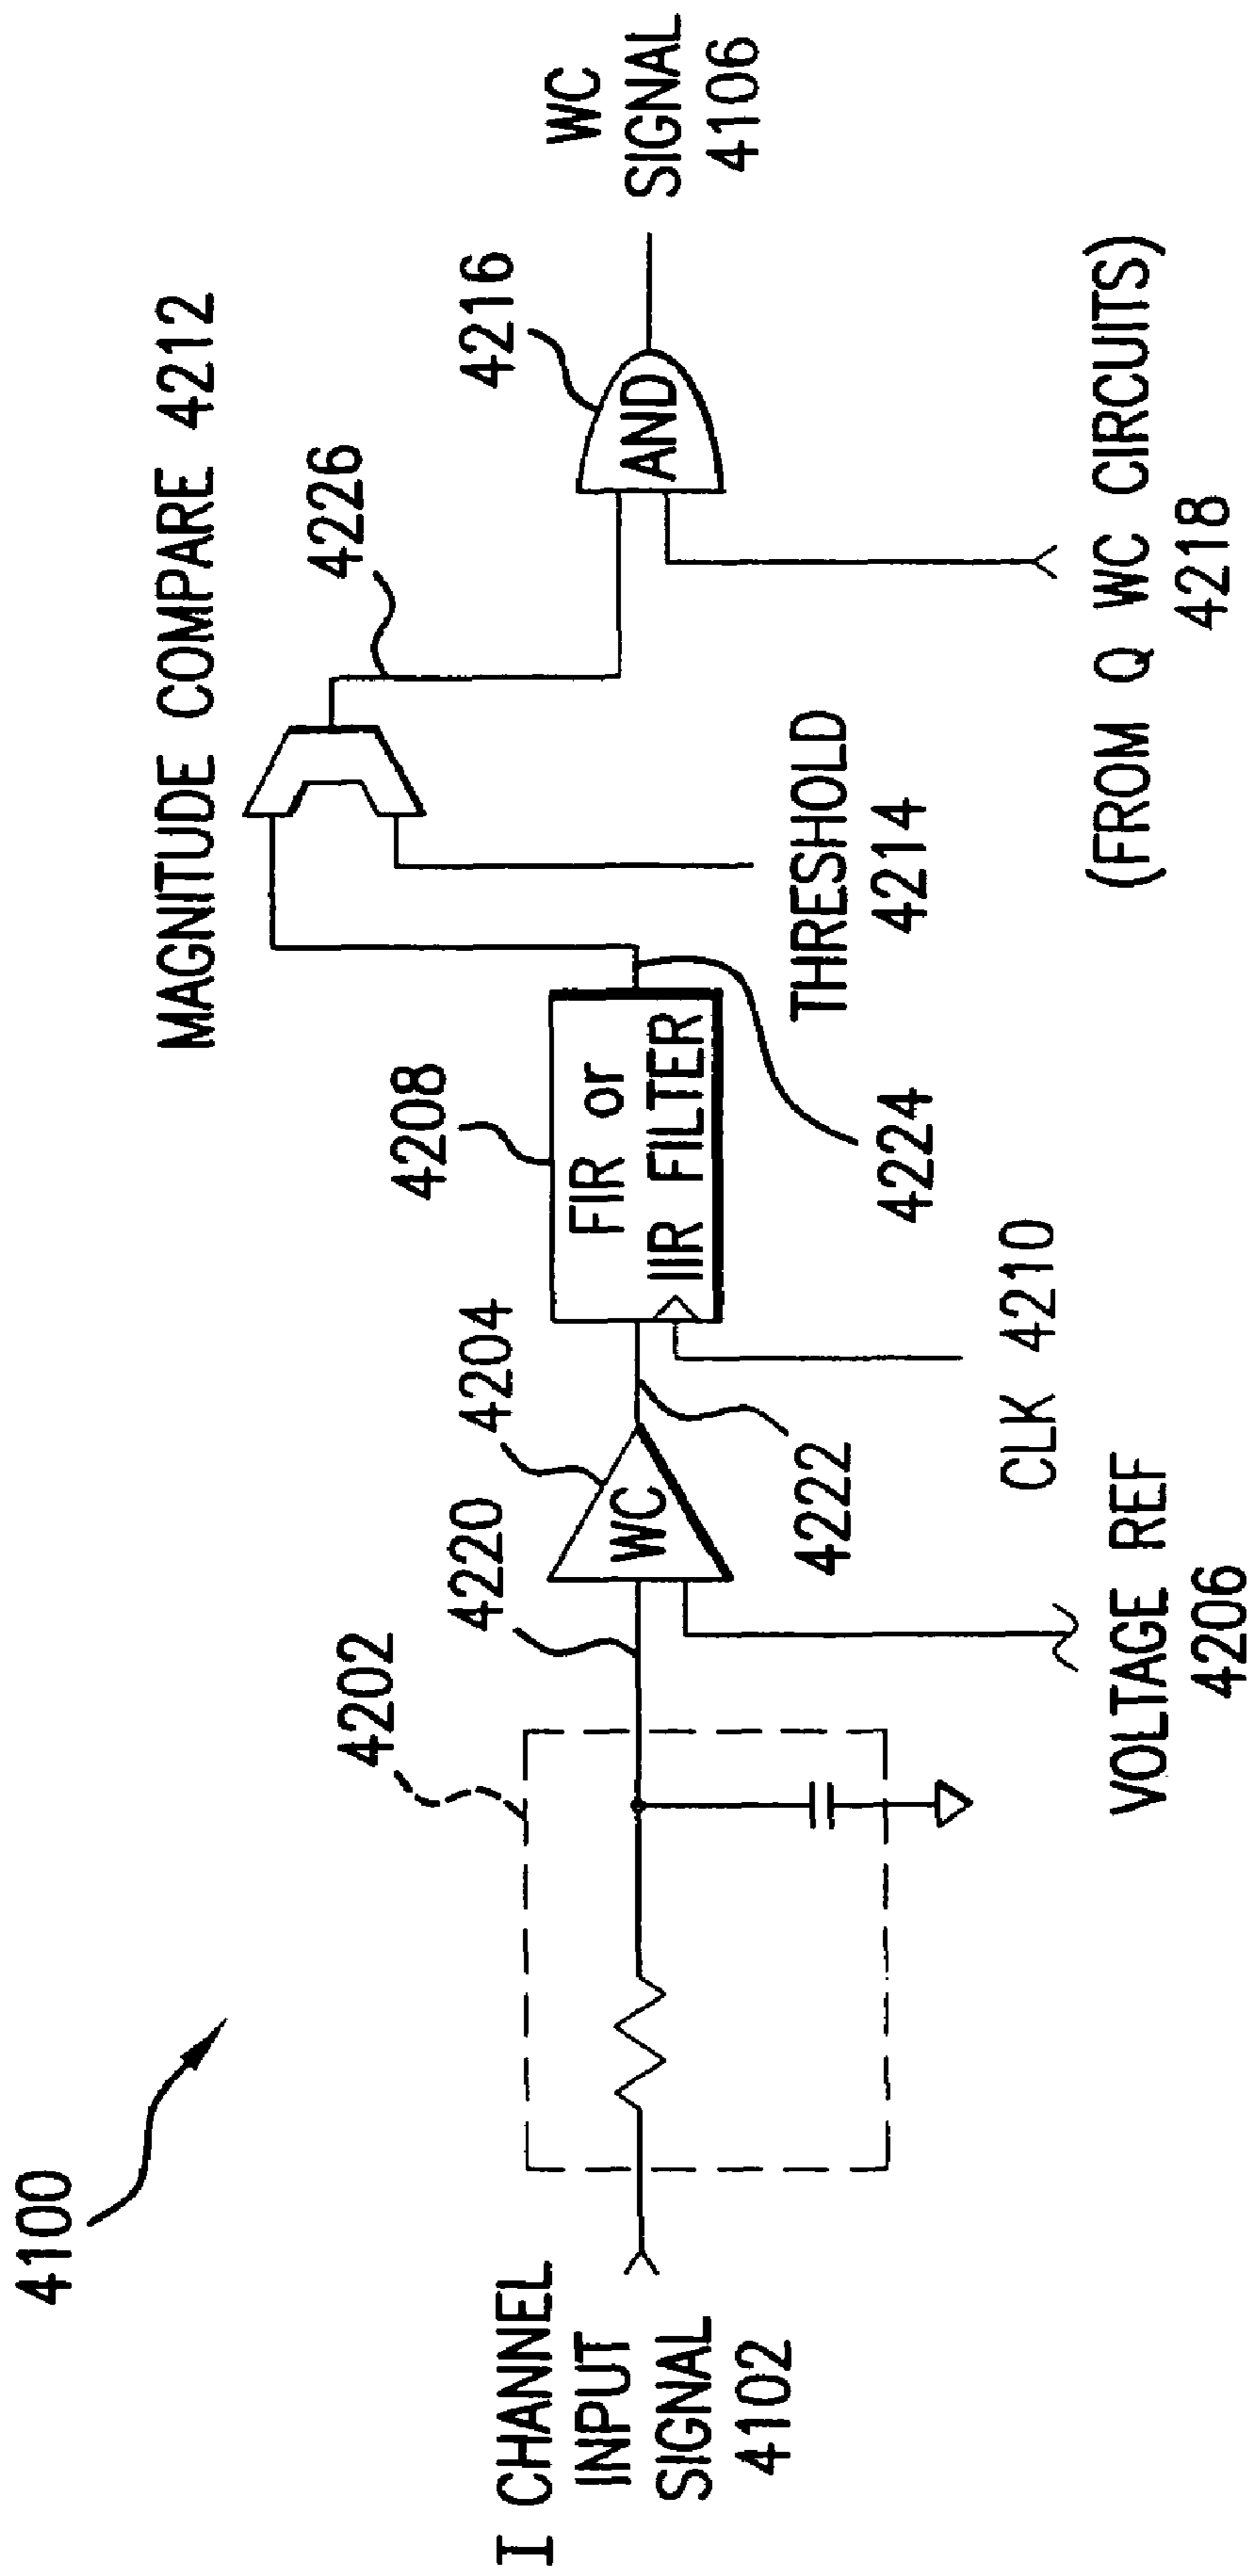 4100
I CHANNEL
INPUT
SIGNAL
4102
4202
4220
4204
WC
4222
VOLTAGE REF
4206
CLK 4210
4208
FIR or
IIR FILTER
4224
MAGNITUDE COMPARE 4212
THRESHOLD
4214
4226
4216
AND
(FROM Q WC CIRCUITS)
4218
WC
SIGNAL
4106